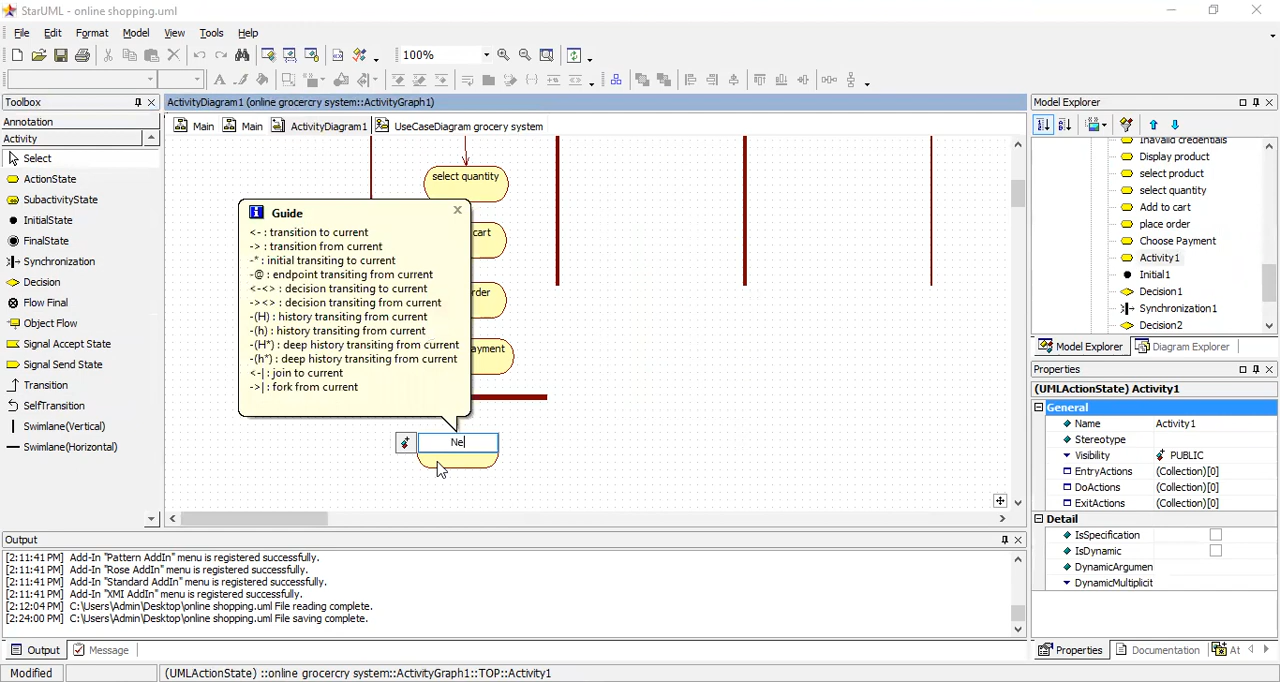 StarUML - online shopping.uml
File Edit Format Model View Tools Help
100%
Toolbox
Annotation
Activity
Select
ActionState
SubactivityState
InitialState
FinalState
Synchronization
Decision
Flow Final
Object Flow
Signal Accept State
Signal Send State
Transition
SelfTransition
Swimlane(Vertical)
Swimlane(Horizontal)
ActivityDiagram1 (online grocercry system::ActivityGraph1)
Main Main ActivityDiagram1 UseCaseDiagram grocery system
select quantity
cart
order
ayment
Guide
<- : transition to current
-> : transition from current
-* : initial transiting to current
-@ : endpoint transiting from current
<-<> : decision transiting to current
-><> : decision transiting from current
-(H) : history transiting from current
-(h) : history transiting from current
-(H*) : deep history transiting from current
-(h*) : deep history transiting from current
<-| : join to current
->| : fork from current
Ne
Model Explorer
Inavaled credentials
Display product
select product
select quantity
Add to cart
place order
Choose Payment
Activity1
Initial1
Decision1
Synchronization1
Decision2
Model Explorer Diagram Explorer
Properties
(UMLActionState) Activity1
General
Name Activity1
Stereotype
Visibility PUBLIC
EntryActions (Collection)[0]
DoActions (Collection)[0]
ExitActions (Collection)[0]
Detail
IsSpecification
IsDynamic
DynamicArgumen
DynamicMultiplicit
Properties Documentation At
Output
[2:11:41 PM] Add-In "Pattern AddIn" menu is registered successfully.
[2:11:41 PM] Add-In "Rose AddIn" menu is registered successfully.
[2:11:41 PM] Add-In "Standard AddIn" menu is registered successfully.
[2:11:41 PM] Add-In "XMI AddIn" menu is registered successfully.
[2:12:04 PM] C:\Users\Admin\Desktop\online shopping.uml File reading complete.
[2:24:00 PM] C:\Users\Admin\Desktop\online shopping.uml File saving complete.
Output Message
Modified (UMLActionState) ::online grocercry system::ActivityGraph1::TOP::Activity1